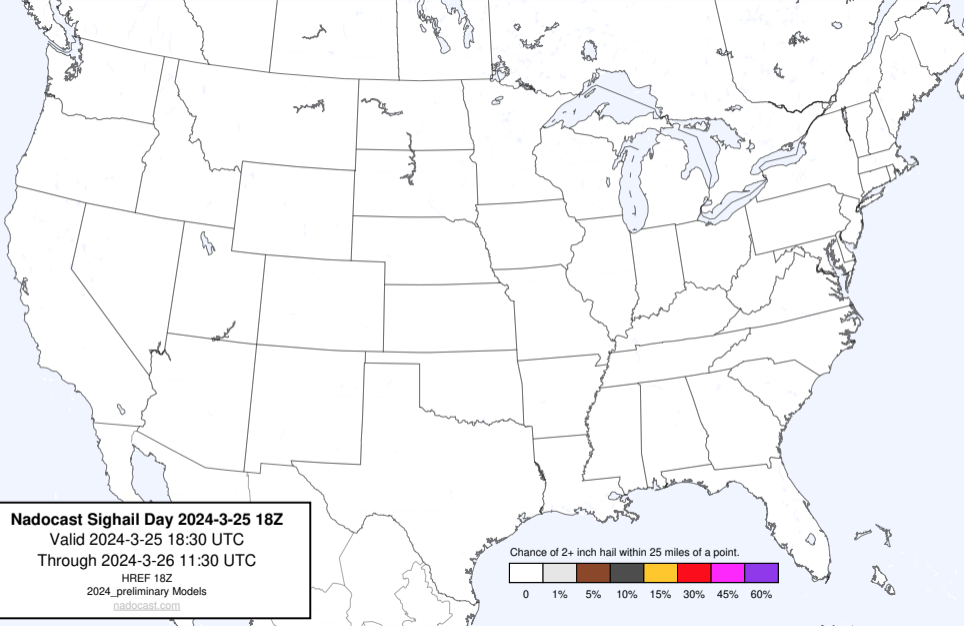 Nadocast Sighail Day 2024-3-25 18Z
Valid 2024-3-25 18:30 UTC
Through 2024-3-26 11:30 UTC
HREF 18Z
2024_preliminary Models
nadocast.com
Chance of 2+ inch hail within 25 miles of a point.
0 1% 5% 10% 15% 30% 45% 60%